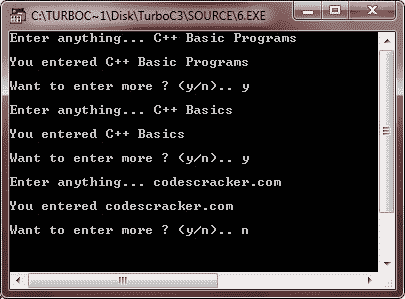 C:\TURBOC~1\Disk\TurboC3\SOURCE\6.EXE
Enter anything... C++ Basic Programs
You entered C++ Basic Programs
Want to enter more ? (y/n).. y
Enter anything... C++ Basics
You entered C++ Basics
Want to enter more ? (y/n).. y
Enter anything... codescracker.com
You entered codescracker.com
Want to enter more ? (y/n).. n